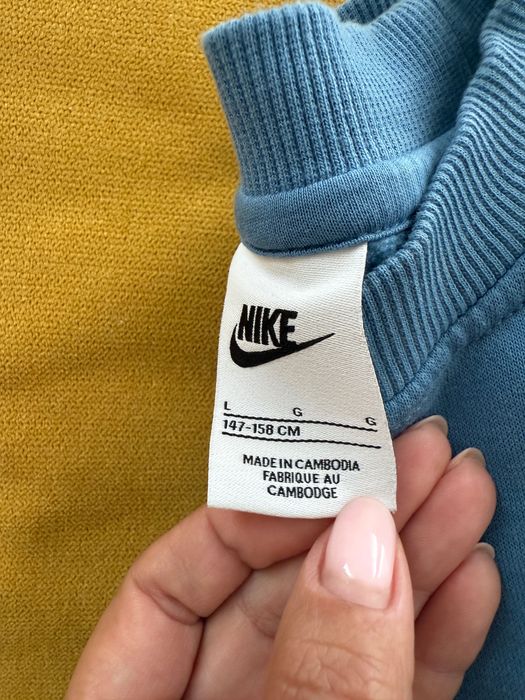 NIKE
L G G
147-158 CM
MADE IN CAMBODIA
FABRIQUE AU
CAMBODGE